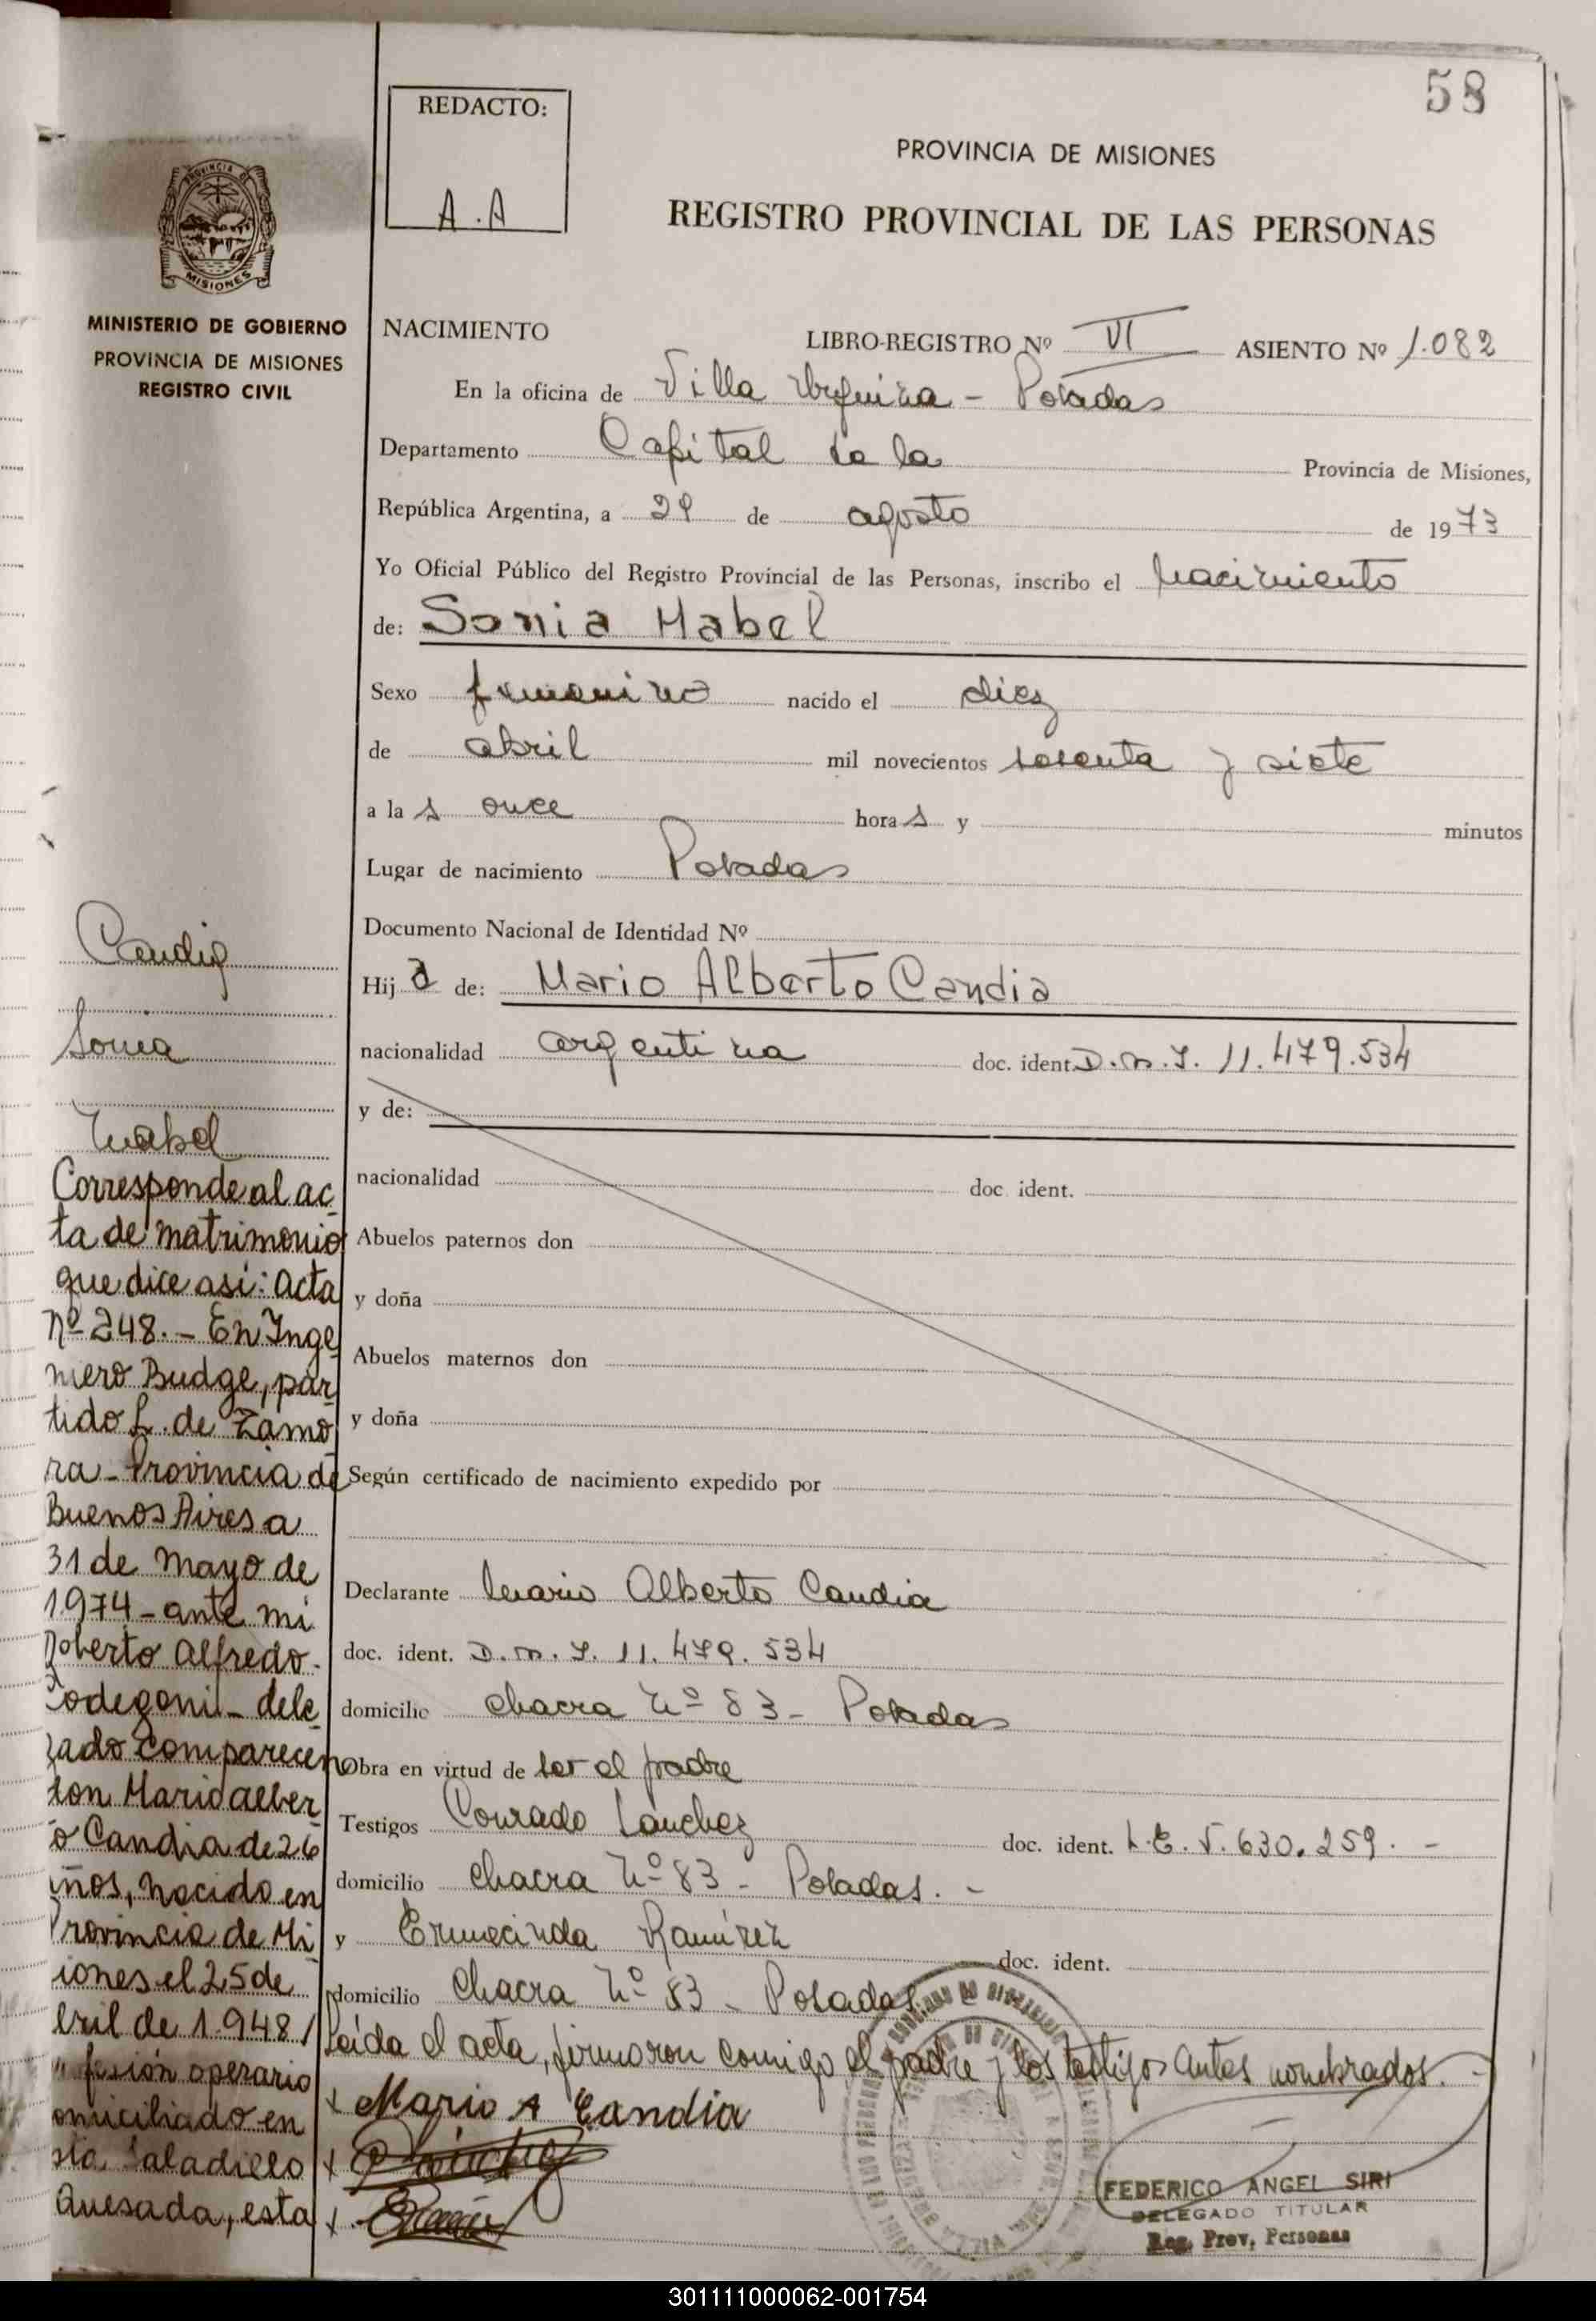 58
REDACTO:
A.A
PROVINCIA DE MISIONES
REGISTRO PROVINCIAL DE LAS PERSONAS
PROVINCIA DE
MISIONES
MINISTERIO DE GOBIERNO
PROVINCIA DE MISIONES
REGISTRO CIVIL
NACIMIENTO LIBRO-REGISTRO Nº VI ASIENTO Nº 1.082
En la oficina de Villa Urquiza - Posadas
Departamento Capital de la Provincia de Misiones,
República Argentina, a 29 de agosto de 1973
Yo Oficial Público del Registro Provincial de las Personas, inscribo el nacimiento
de: Sonia Mabel
Sexo femenino nacido el diez
de abril mil novecientos sesenta y siete
a las once horas y minutos
Lugar de nacimiento Posadas
Documento Nacional de Identidad Nº
Hija de: Mario Alberto Candia
nacionalidad argentina doc. ident. D.N.I. 11.479.534
y de:
nacionalidad doc. ident.
Abuelos paternos don
y doña
Abuelos maternos don
y doña
Según certificado de nacimiento expedido por
Declarante Mario Alberto Candia
doc. ident. D.N.I. 11.479.534
domicilio chacra Nº 83 - Posadas
Obra en virtud de ser el padre
Testigos Conrado Sanchez doc. ident. L.E. 7.630.259. -
domicilio chacra Nº 83 - Posadas. -
y Ermecinda Ramírez doc. ident.
domicilio chacra Nº 83 - Posadas
Leída el acta, firmaron conmigo el padre y los testigos antes nombrados. -
x Mario A Candia
x
x
FEDERICO ANGEL SIRI
DELEGADO TITULAR
Reg. Prov. Personas
Candia
Sonia
Mabel
Corresponde al ac
ta de matrimonio
que dice asi: Acta
Nº 248. - En Inge
niero Budge, par
tido L. de Zamo
ra - Provincia de
Buenos Aires a
31 de Mayo de
1974 - ante mi
Roberto Alfredo
Codegoni - dele
gado Comparecen
don Mario alber
o Candia de 26
años, Nacido en
Provincia de Mi
iones el 25 de
bril de 1.948
fesión operario
omiciliado en
sta Saladillo
Quesada, esta
301111000062-001754